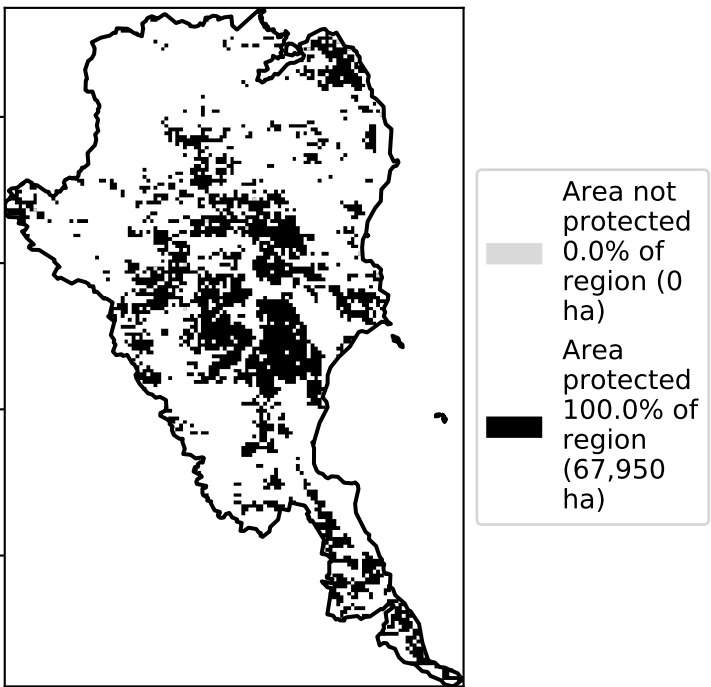 Area not
protected
0.0% of
region (0
ha)
Area
protected
100.0% of
region
(67,950
ha)